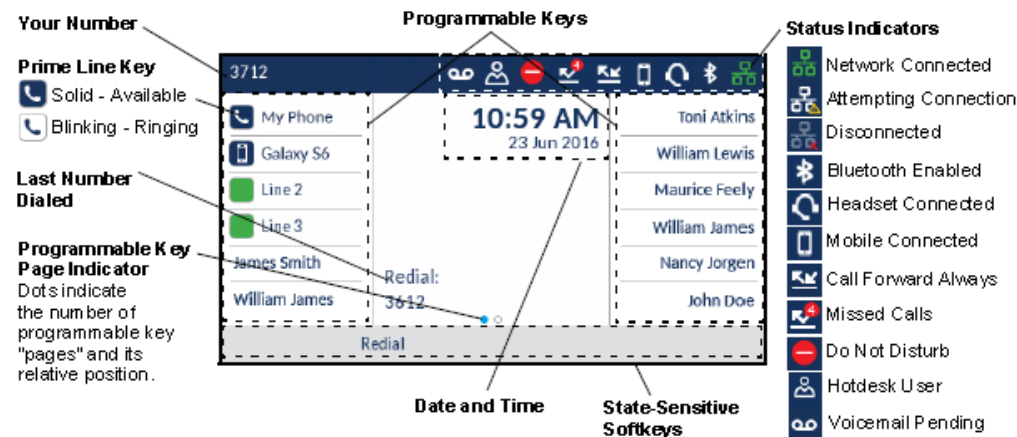 Your Number
Programmable Keys
Status Indicators
Prime Line Key
Solid - Available
Blinking - Ringing
Last Number
Dialed
Programmable Key
Page Indicator
Dots indicate
the number of
programmable key
"pages" and its
relative position.
3712
4
My Phone
Galaxy S6
Line 2
Line 3
James Smith
William James
10:59 AM
23 Jun 2016
Redial:
3612
Toni Atkins
William Lewis
Maurice Feely
William James
Nancy Jorgen
John Doe
Redial
Date and Time
State-Sensitive
Softkeys
Network Connected
Attempting Connection
Disconnected
Bluetooth Enabled
Headset Connected
Mobile Connected
Call Forward Always
4
Missed Calls
Do Not Disturb
Hotdesk User
Voicemail Pending